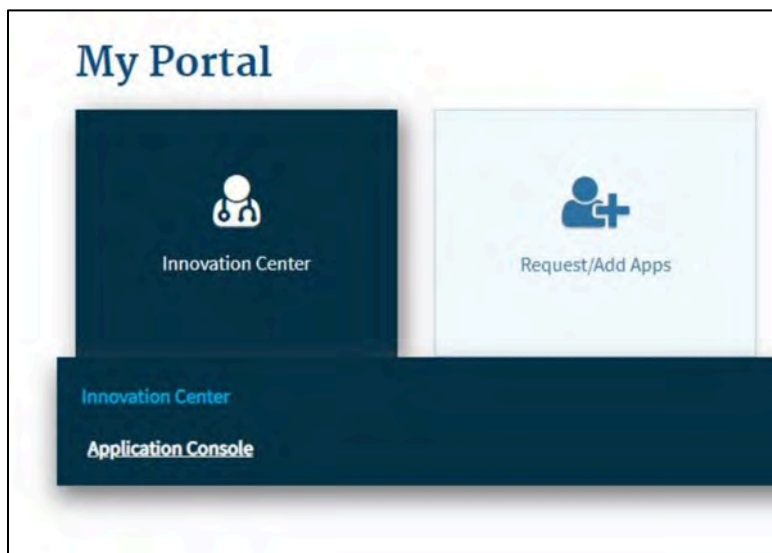 My Portal
Innovation Center
Request/Add Apps
Innovation Center
Application Console